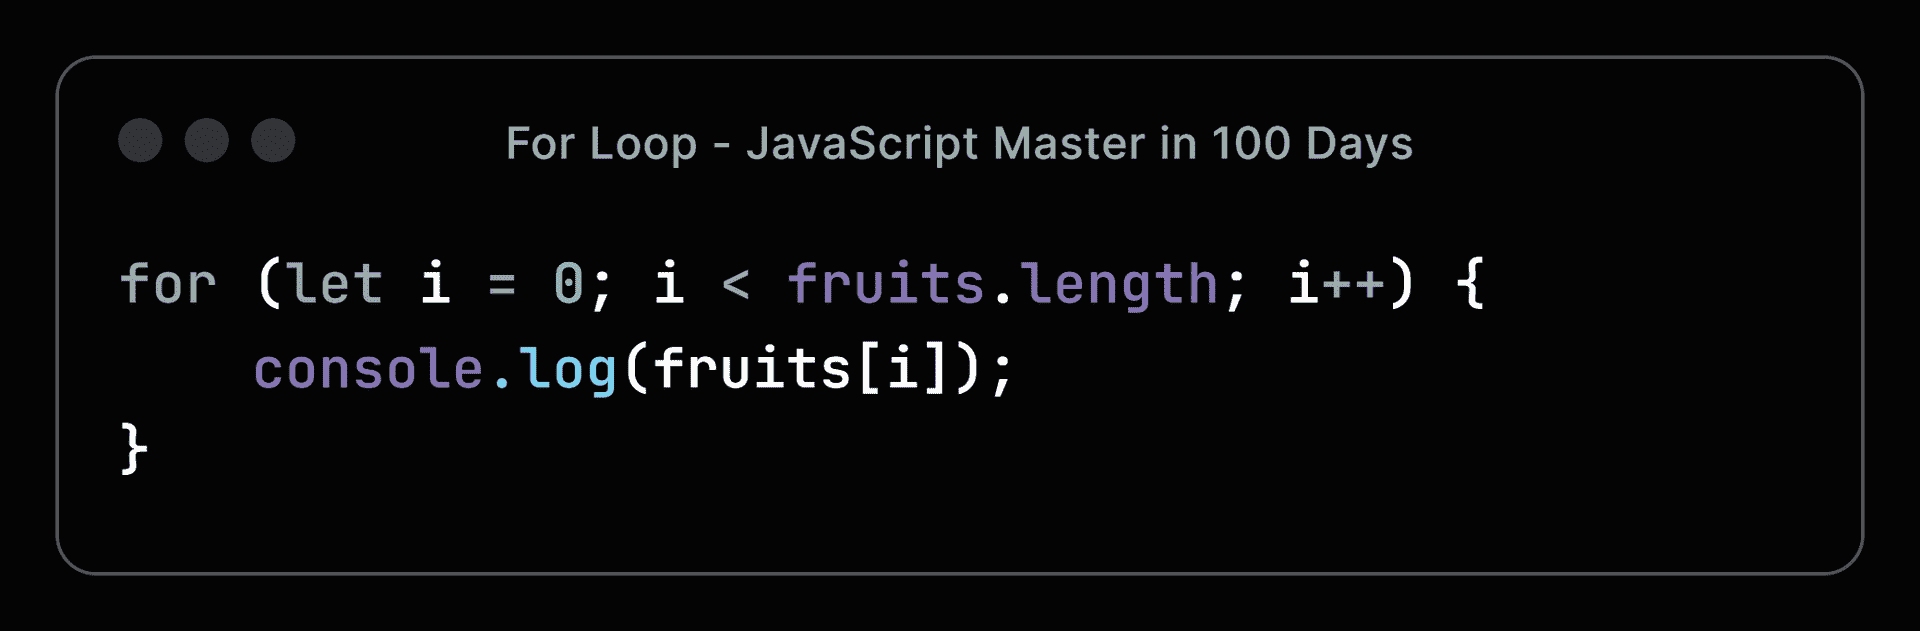 For Loop - JavaScript Master in 100 Days
for (let i = 0; i < fruits.length; i++) {
    console.log(fruits[i]);
}